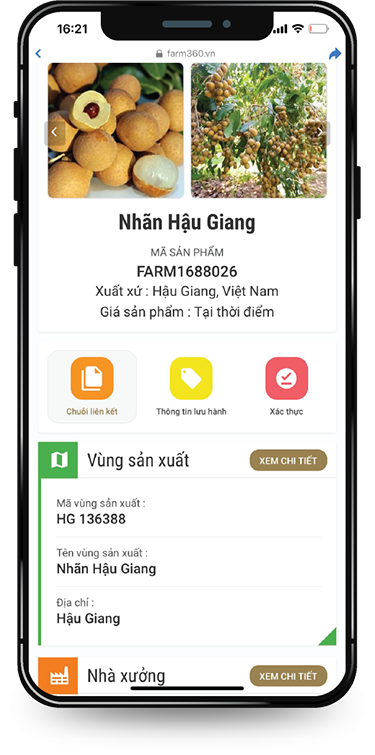 16:21
farm360.vn
Nhãn Hậu Giang
MÃ SẢN PHẨM
FARM1688026
Xuất xứ : Hậu Giang, Việt Nam
Giá sản phẩm : Tại thời điểm
Chuỗi liên kết
Thông tin lưu hành
Xác thực
Vùng sản xuất
XEM CHI TIẾT
Mã vùng sản xuất :
HG 136388
Tên vùng sản xuất :
Nhãn Hậu Giang
Địa chỉ :
Hậu Giang
Nhà xưởng
XEM CHI TIẾT